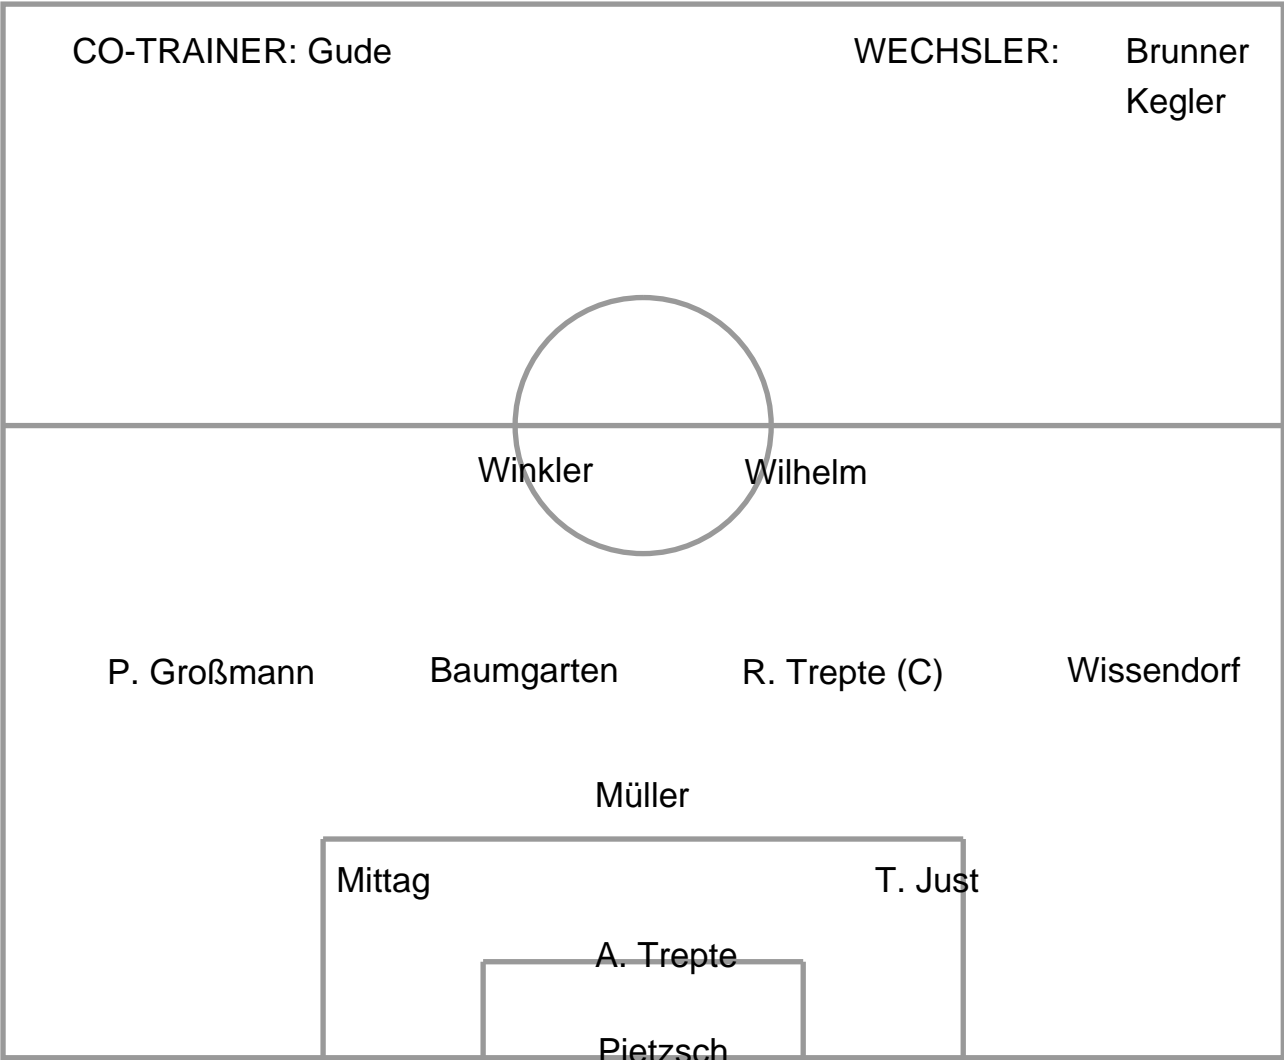 CO-TRAINER: Gude WECHSLER: Brunner
Kegler
Winkler Wilhelm
P. Großmann Baumgarten R. Trepte (C) Wissendorf
Müller
Mittag T. Just
A. Trepte
Pietzsch